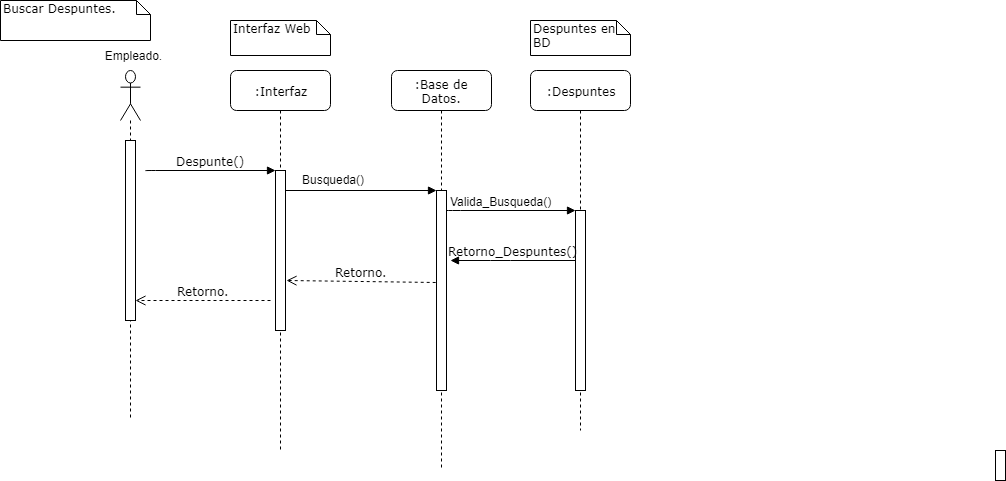 Buscar Despuntes.
Interfaz Web
Despuntes en
BD
Empleado.
:Interfaz
:Base de
Datos.
:Despuntes
Despunte()
Busqueda()
Valida_Busqueda()
Retorno_Despuntes()
Retorno.
Retorno.